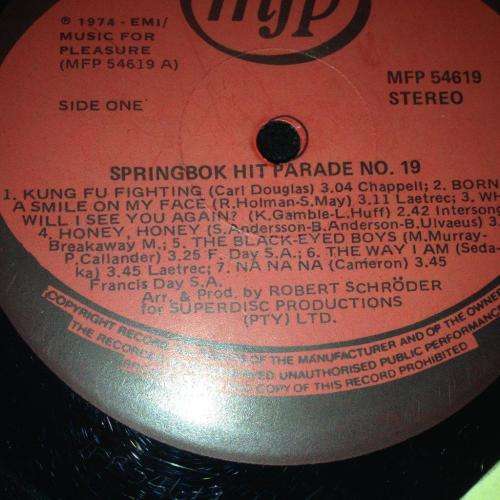 mfp
℗ 1974 - EMI/
MUSIC FOR
PLEASURE
(MFP 54619 A)
MFP 54619
STEREO
SIDE ONE
SPRINGBOK HIT PARADE NO. 19
1. KUNG FU FIGHTING (Carl Douglas) 3.04 Chappell; 2. BORN
A SMILE ON MY FACE (R.Holman-S.May) 3.11 Laetrec; 3. WH
WILL I SEE YOU AGAIN? (K.Gamble-L.Huff) 2.42 Intersong
4. HONEY, HONEY (S.Andersson-B.Anderson-B.Ulvaeus) 3.
Breakaway M.; 5. THE BLACK-EYED BOYS (M.Murray-
P.Callander) 3.25 F. Day S.A.; 6. THE WAY I AM (Seda-
ka) 3.45 Laetrec; 7. NA NA NA (Cameron) 3.45
Francis Day S.A.
Arr. & Prod. by ROBERT SCHRÖDER
for SUPERDISC PRODUCTIONS
(PTY) LTD.
COPYRIGHT RECORD OF THE MANUFACTURER AND OF THE OWNER
THE RECORDED UNAUTHORISED PUBLIC PERFORMANCE
COPY OF THIS RECORD PROHIBITED